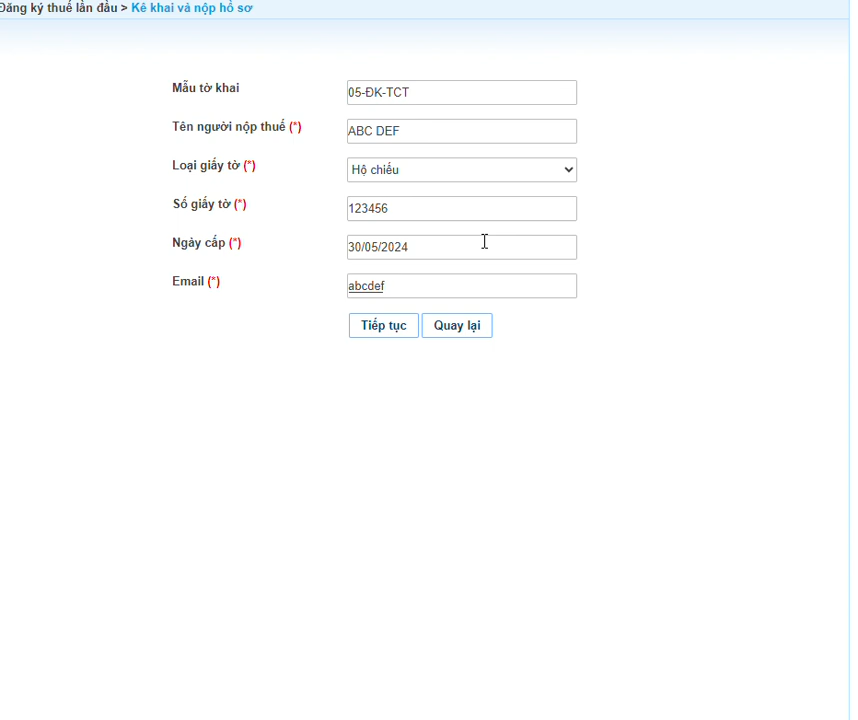 Đăng ký thuế lần đầu > Kê khai và nộp hồ sơ
Mẫu tờ khai 05-ĐK-TCT
Tên người nộp thuế (*) ABC DEF
Loại giấy tờ (*) Hộ chiếu
Số giấy tờ (*) 123456
Ngày cấp (*) 30/05/2024
Email (*) abcdef
Tiếp tục Quay lại